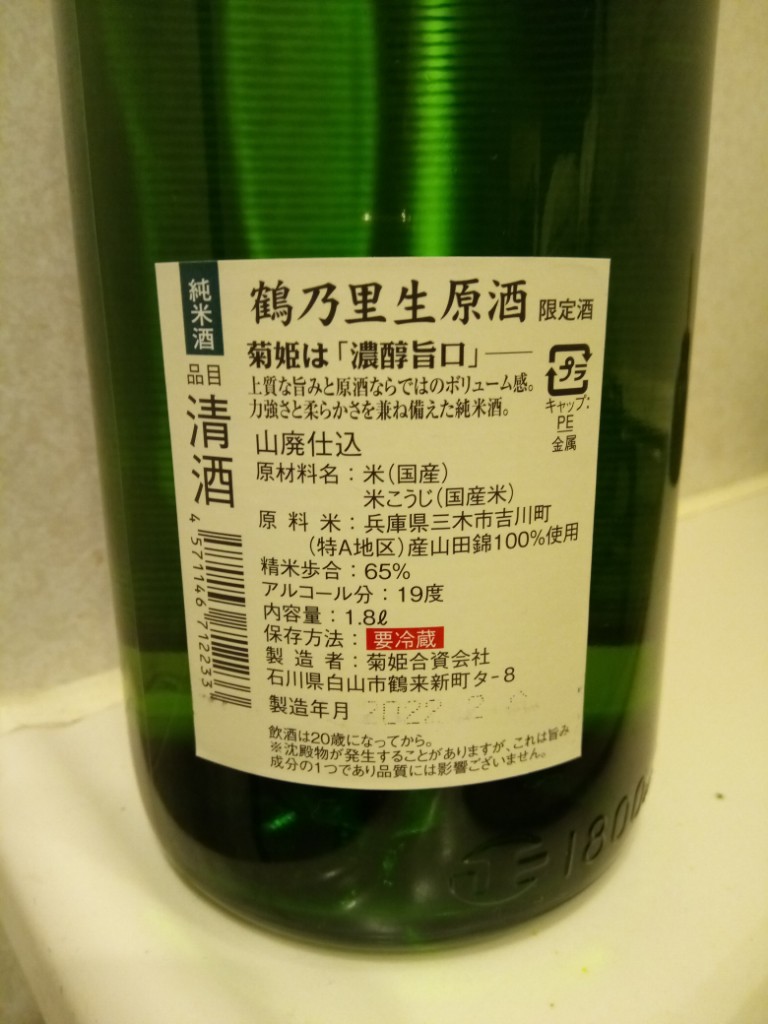 純米酒
品目
清酒
4 571146 712233
鶴乃里生原酒 限定酒
菊姫は「濃醇旨口」――
上質な旨みと原酒ならではのボリューム感。
力強さと柔らかさを兼ね備えた純米酒。
プラ
キャップ:
PE
金属
山廃仕込
原材料名：米(国産)
米こうじ(国産米)
原料米：兵庫県三木市吉川町
(特A地区)産山田錦100%使用
精米歩合：65%
アルコール分：19度
内容量：1.8ℓ
保存方法：要冷蔵
製造者：菊姫合資会社
石川県白山市鶴来新町タ-8
製造年月 2022 2
飲酒は20歳になってから。
※沈殿物が発生することがありますが、これは旨み
成分の1つであり品質には影響ございません。